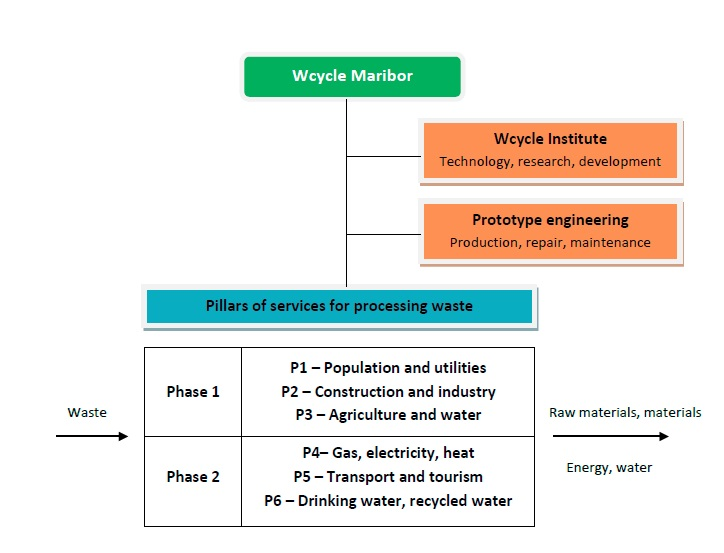 Wcycle Maribor
Wcycle Institute
Technology, research, development
Prototype engineering
Production, repair, maintenance
Pillars of services for processing waste
Phase 1
P1 – Population and utilities
P2 – Construction and industry
P3 – Agriculture and water
Waste
Raw materials, materials
Phase 2
P4– Gas, electricity, heat
P5 – Transport and tourism
P6 – Drinking water, recycled water
Energy, water